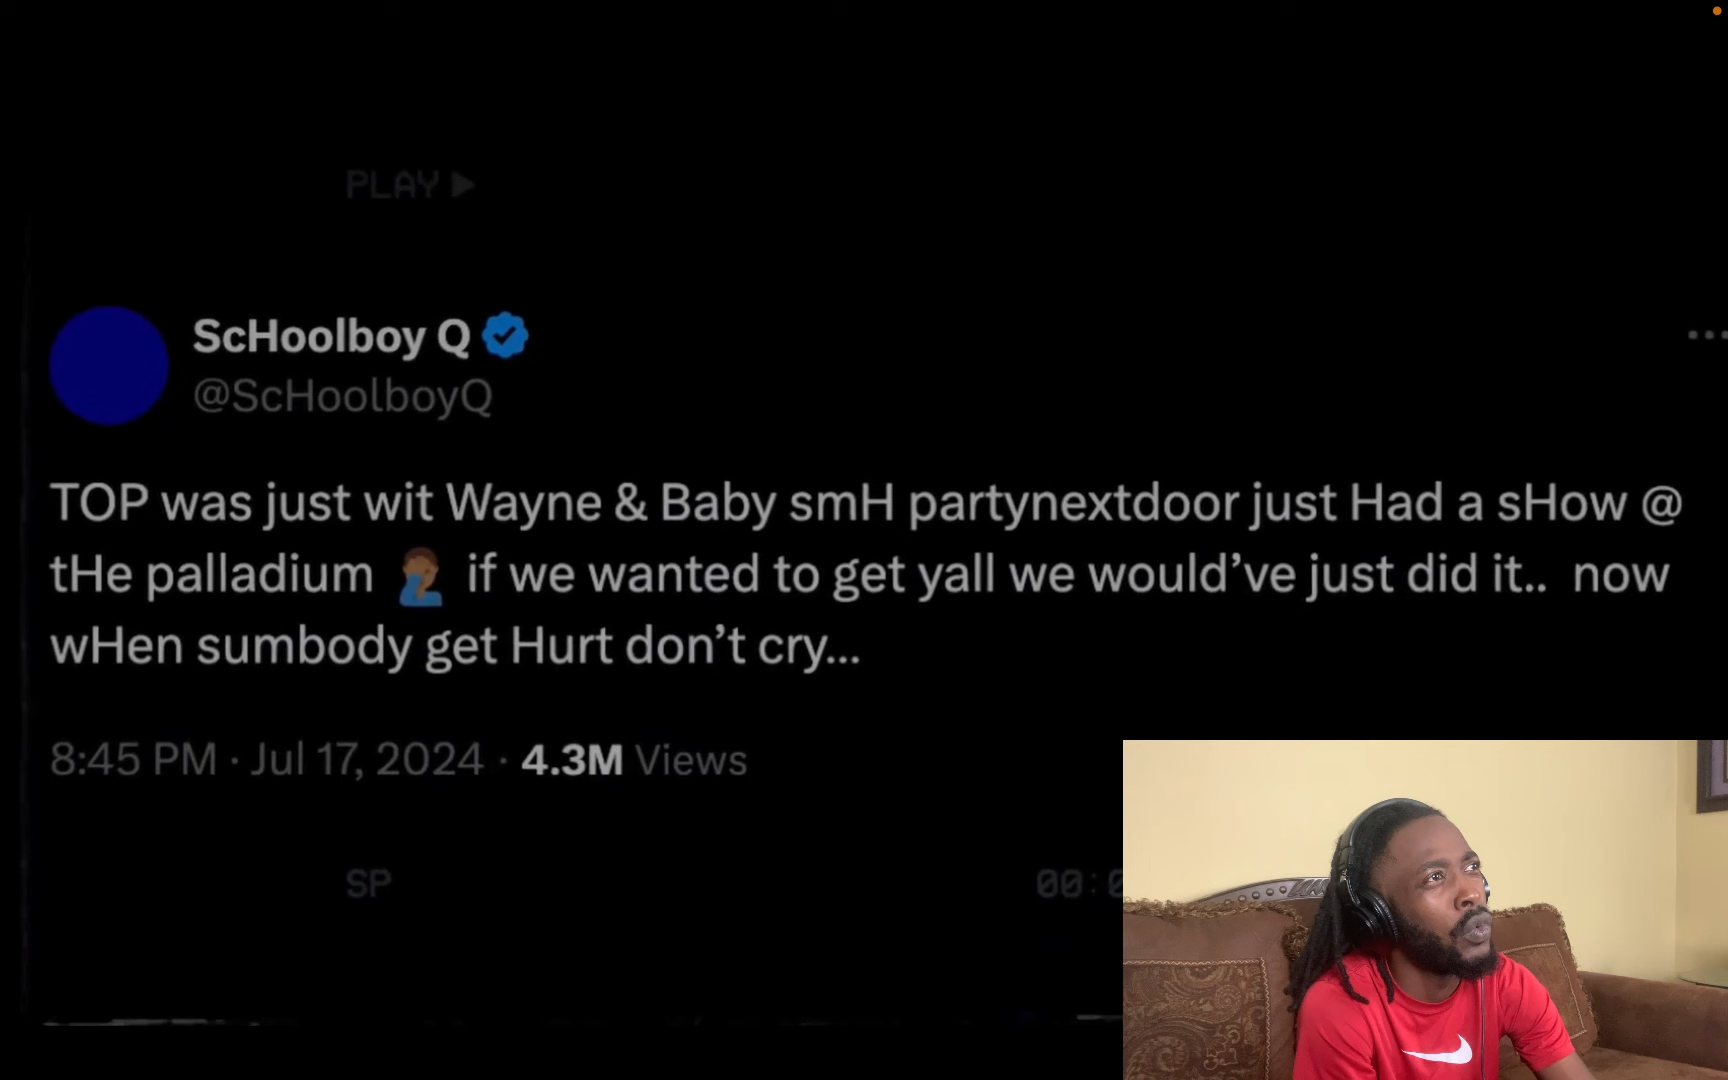 PLAY
ScHoolboy Q
@ScHoolboyQ
TOP was just wit Wayne & Baby smH partynextdoor just Had a sHow @
tHe palladium 🤦🏾‍♂️ if we wanted to get yall we would’ve just did it.. now
wHen sumbody get Hurt don’t cry...
8:45 PM · Jul 17, 2024 · 4.3M Views
SP